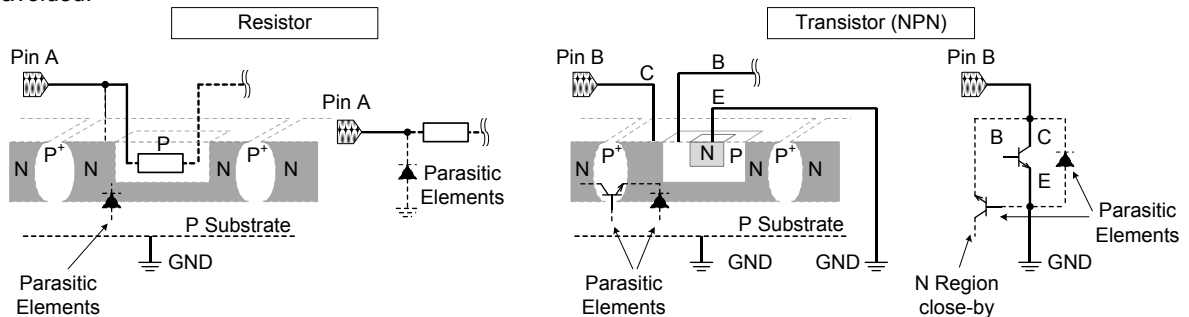 Resistor
Transistor (NPN)
Pin A
Pin A
N
P+
N
P
N
P+
N
Parasitic
Elements
P Substrate
GND
Parasitic
Elements
Pin B
C
B
E
Pin B
N
P+
N
N
P
N
P+
N
P Substrate
GND
GND
Parasitic
Elements
B
C
E
Parasitic
Elements
GND
N Region
close-by